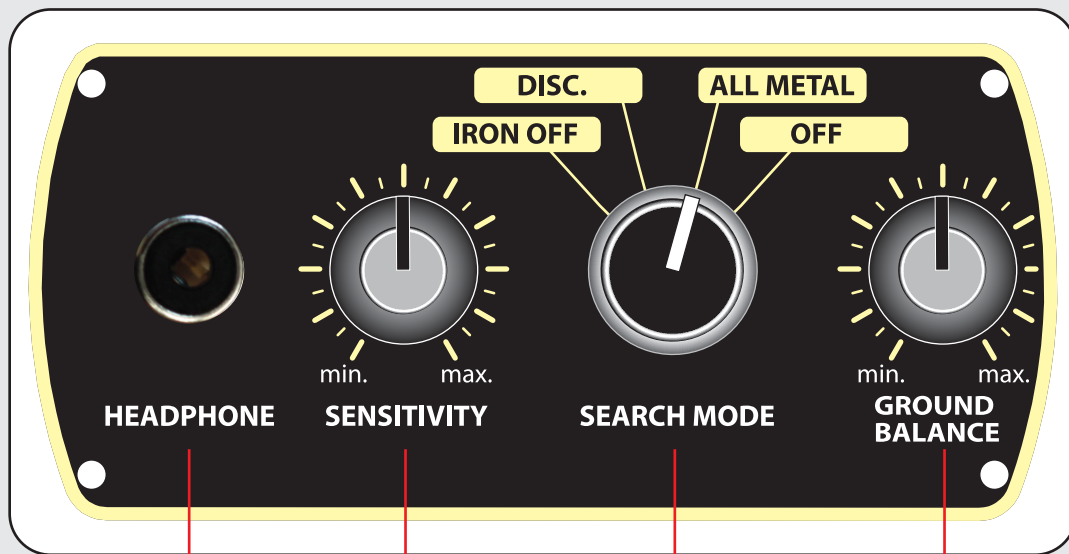 DISC.
ALL METAL
IRON OFF
OFF
min.
max.
min.
max.
HEADPHONE
SENSITIVITY
SEARCH MODE
GROUND
BALANCE